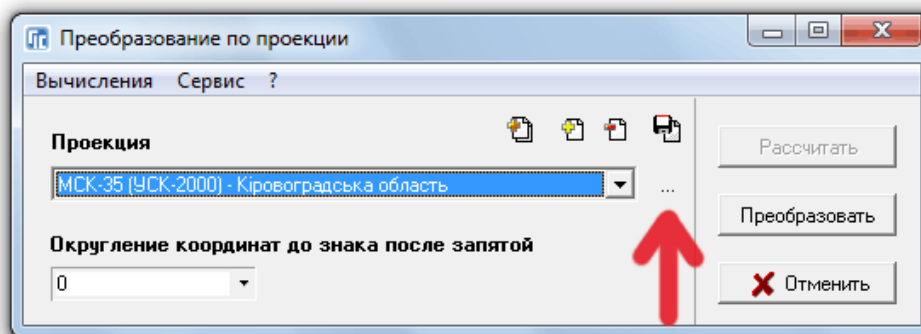 Преобразование по проекции
Вычисления Сервис ?
Проекция
МСК-35 (УСК-2000) - Кіровоградська область
...
Округление координат до знака после запятой
0
Рассчитать
Преобразовать
Отменить